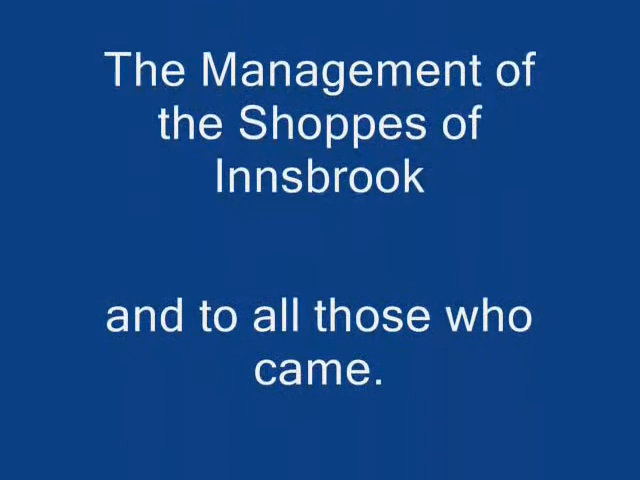 The Management of
the Shoppes of
Innsbrook
and to all those who
came.